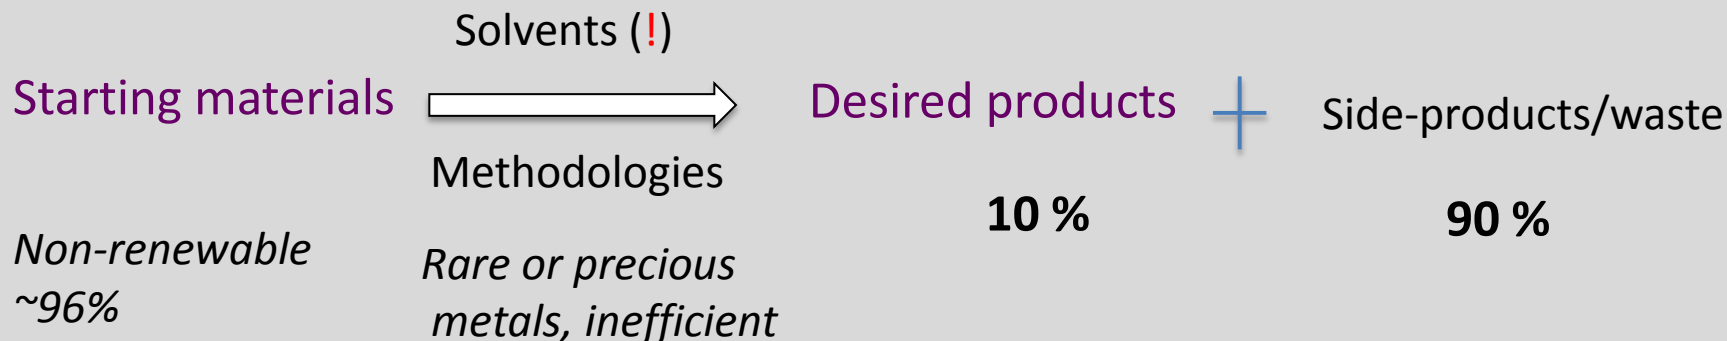 Solvents (!)
Starting materials
Desired products
Side-products/waste
Methodologies
10 %
90 %
Non-renewable
~96%
Rare or precious
metals, inefficient